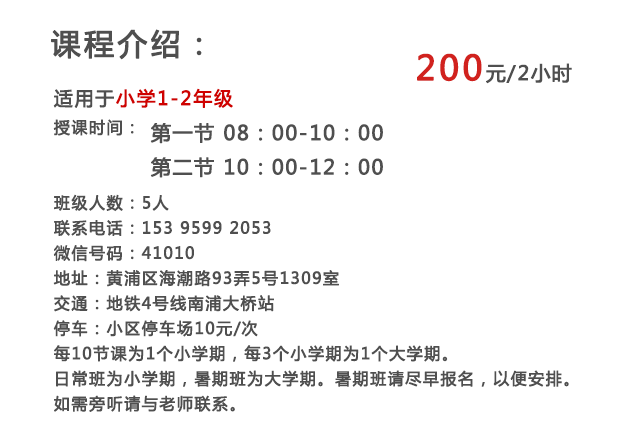 课程介绍：
200元/2小时
适用于小学1-2年级
授课时间： 第一节 08：00-10：00
第二节 10：00-12：00
班级人数：5人
联系电话：153 9599 2053
微信号码：41010
地址：黄浦区海潮路93弄5号1309室
交通：地铁4号线南浦大桥站
停车：小区停车场10元/次
每10节课为1个小学期，每3个小学期为1个大学期。
日常班为小学期，暑期班为大学期。暑期班请尽早报名，以便安排。
如需旁听请与老师联系。